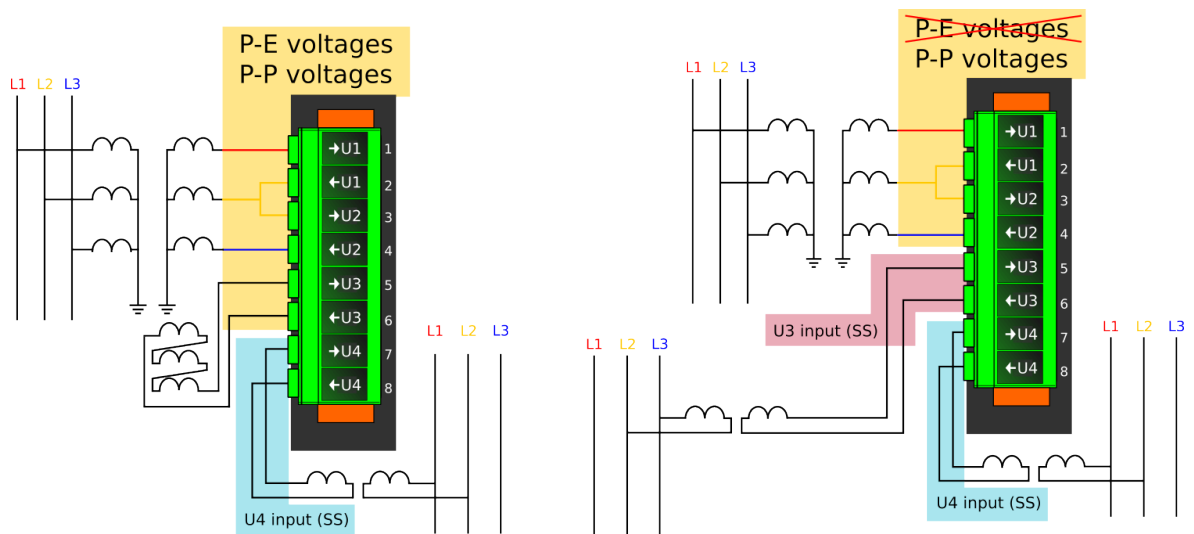 P-E voltages
P-P voltages
L1 L2 L3
→U1 1
←U1 2
→U2 3
←U2 4
→U3 5
←U3 6
→U4 7
←U4 8
L1 L2 L3
U4 input (SS)
P-E voltages
P-P voltages
L1 L2 L3
→U1 1
←U1 2
→U2 3
←U2 4
→U3 5
←U3 6
→U4 7
←U4 8
U3 input (SS)
L1 L2 L3
L1 L2 L3
U4 input (SS)